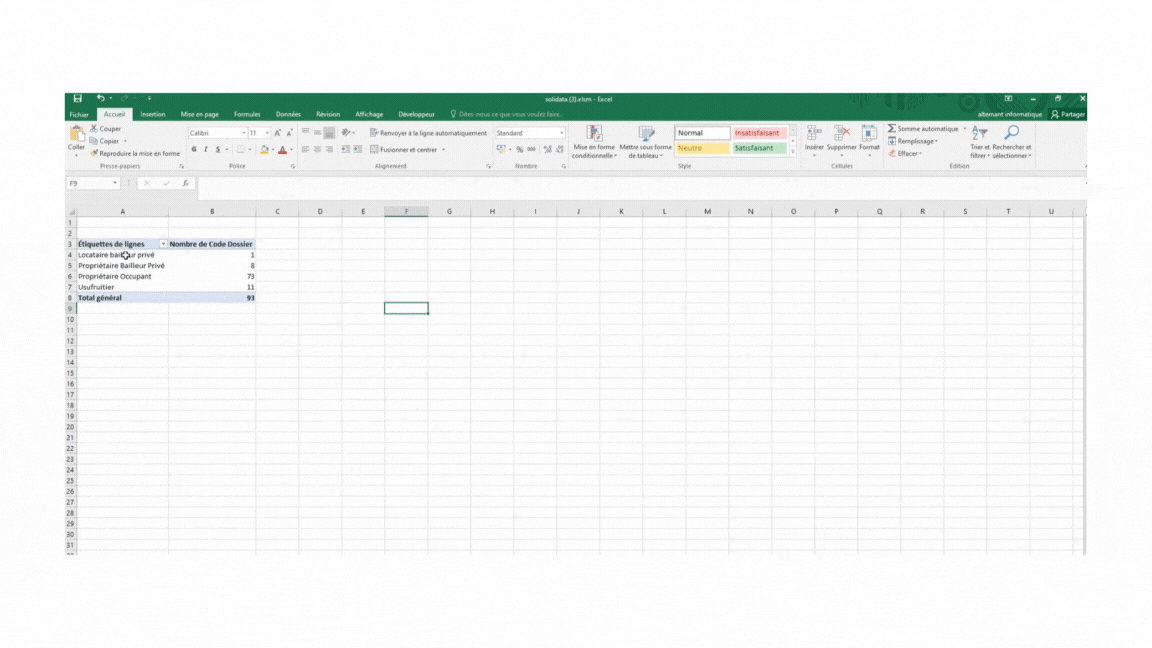 solidata (3).xlsm - Excel
Fichier Accueil Insertion Mise en page Formules Données Révision Affichage Développeur Dites-nous ce que vous voulez faire... alternant informatique Partager
Coller
Couper
Copier
Reproduire la mise en forme
Presse-papiers
Calibri 11
G I S
Police
Renvoyer à la ligne automatiquement
Fusionner et centrer
Alignement
Standard
% 000
Nombre
Mise en forme conditionnelle
Mettre sous forme de tableau
Normal Insatisfaisant
Neutre Satisfaisant
Style
Insérer Supprimer Format
Cellules
Somme automatique
Remplissage
Effacer
Trier et filtrer
Rechercher et sélectionner
Édition
F9 fx
A B C D E F G H I J K L M N O P Q R S T U
1
2
3 Étiquettes de lignes Nombre de Code Dossier
4 Locataire bailleur privé 1
5 Propriétaire Bailleur Privé 8
6 Propriétaire Occupant 73
7 Usufruitier 11
8 Total général 93
9
10
11
12
13
14
15
16
17
18
19
20
21
22
23
24
25
26
27
28
29
30
31